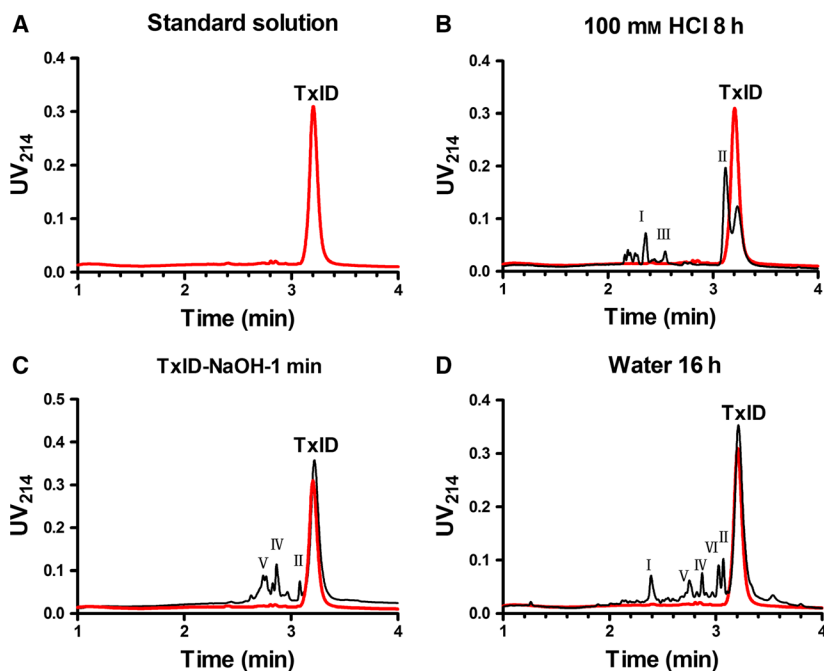 A
Standard solution
0.4
0.3
0.2
0.1
0.0
UV214
TxID
1
2
3
4
Time (min)
B
100 mM HCl 8 h
0.4
0.3
0.2
0.1
0.0
UV214
TxID
II
I
III
1
2
3
4
Time (min)
C
TxID-NaOH-1 min
0.5
0.4
0.3
0.2
0.1
0.0
UV214
TxID
IV
V
II
1
2
3
4
Time (min)
D
Water 16 h
0.4
0.3
0.2
0.1
0.0
UV214
TxID
VI
II
I
V
IV
1
2
3
4
Time (min)